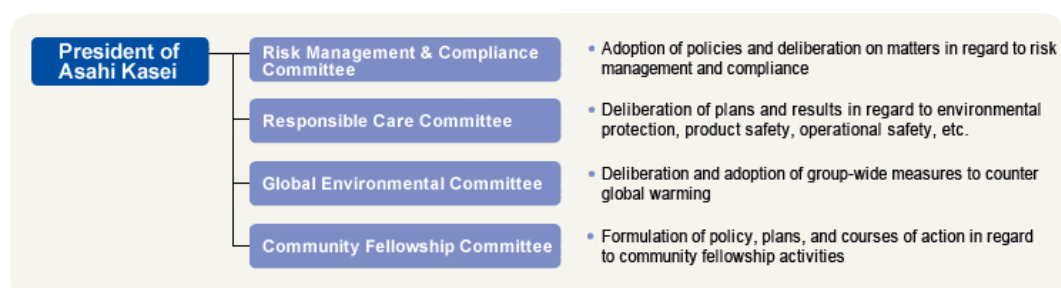 President of
Asahi Kasei
Risk Management & Compliance
Committee
• Adoption of policies and deliberation on matters in regard to risk
management and compliance
Responsible Care Committee
• Deliberation of plans and results in regard to environmental
protection, product safety, operational safety, etc.
Global Environmental Committee
• Deliberation and adoption of group-wide measures to counter
global warming
Community Fellowship Committee
• Formulation of policy, plans, and courses of action in regard
to community fellowship activities